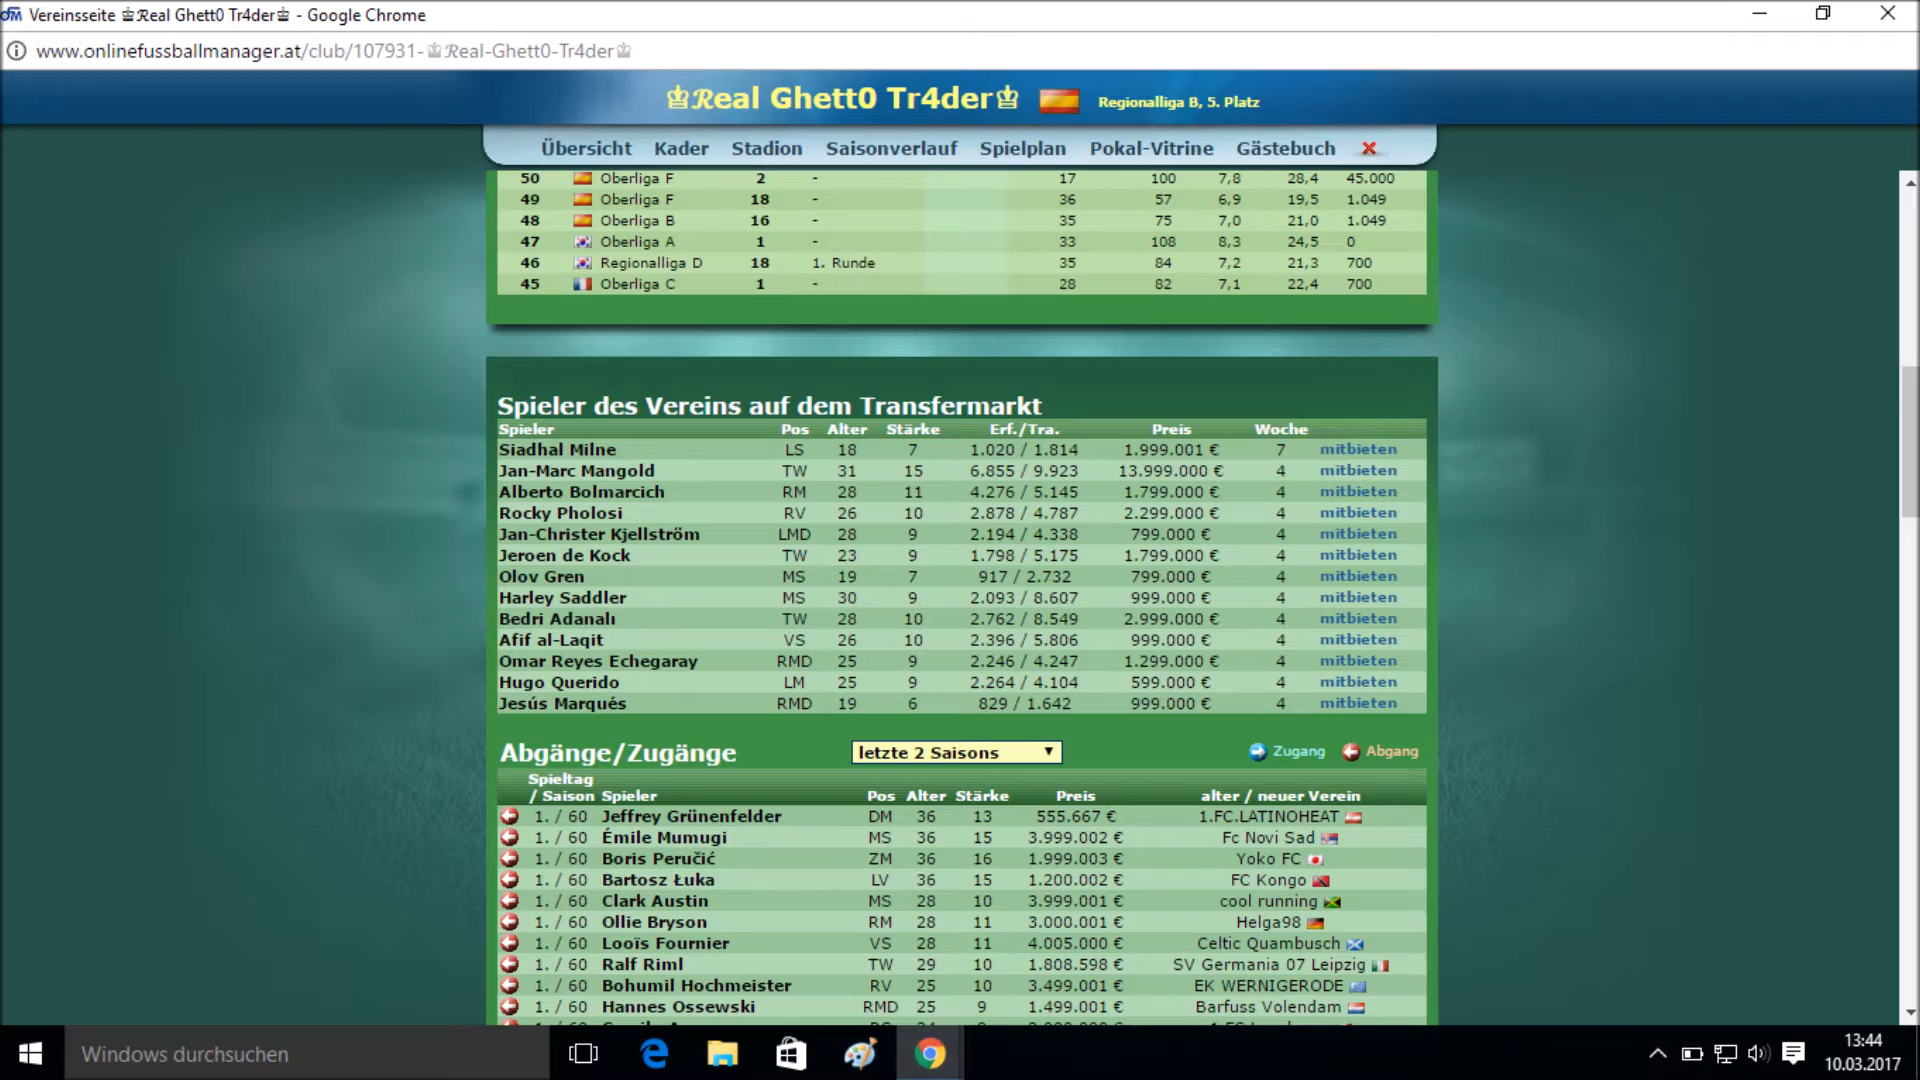 Vereinsseite ♔ℛeal Ghett0 Tr4der♔ - Google Chrome
www.onlinefussballmanager.at/club/107931-♔ℛeal-Ghett0-Tr4der♔
♔ℛeal Ghett0 Tr4der♔ Regionalliga B, 5. Platz
Übersicht Kader Stadion Saisonverlauf Spielplan Pokal-Vitrine Gästebuch
50 Oberliga F 2 - 17 100 7,8 28,4 45.000
49 Oberliga F 18 - 36 57 6,9 19,5 1.049
48 Oberliga B 16 - 35 75 7,0 21,0 1.049
47 Oberliga A 1 - 33 108 8,3 24,5 0
46 Regionalliga D 18 1. Runde 35 84 7,2 21,3 700
45 Oberliga C 1 - 28 82 7,1 22,4 700
Spieler des Vereins auf dem Transfermarkt
Spieler Pos Alter Stärke Erf./Tra. Preis Woche
Siadhal Milne LS 18 7 1.020 / 1.814 1.999.001 € 7 mitbieten
Jan-Marc Mangold TW 31 15 6.855 / 9.923 13.999.000 € 4 mitbieten
Alberto Bolmarcich RM 28 11 4.276 / 5.145 1.799.000 € 4 mitbieten
Rocky Pholosi RV 26 10 2.878 / 4.787 2.299.000 € 4 mitbieten
Jan-Christer Kjellström LMD 28 9 2.194 / 4.338 799.000 € 4 mitbieten
Jeroen de Kock TW 23 9 1.798 / 5.175 1.799.000 € 4 mitbieten
Olov Gren MS 19 7 917 / 2.732 799.000 € 4 mitbieten
Harley Saddler MS 30 9 2.093 / 8.607 999.000 € 4 mitbieten
Bedri Adanalı TW 28 10 2.762 / 8.549 2.999.000 € 4 mitbieten
Afif al-Laqit VS 26 10 2.396 / 5.806 999.000 € 4 mitbieten
Omar Reyes Echegaray RMD 25 9 2.246 / 4.247 1.299.000 € 4 mitbieten
Hugo Querido LM 25 9 2.264 / 4.104 599.000 € 4 mitbieten
Jesús Marqués RMD 19 6 829 / 1.642 999.000 € 4 mitbieten
Abgänge/Zugänge letzte 2 Saisons Zugang Abgang
Spieltag
/ Saison Spieler Pos Alter Stärke Preis alter / neuer Verein
1. / 60 Jeffrey Grünenfelder DM 36 13 555.667 € 1.FC.LATINOHEAT
1. / 60 Émile Mumugi MS 36 15 3.999.002 € Fc Novi Sad
1. / 60 Boris Peručić ZM 36 16 1.999.003 € Yoko FC
1. / 60 Bartosz Łuka LV 36 15 1.200.002 € FC Kongo
1. / 60 Clark Austin MS 28 10 3.999.001 € cool running
1. / 60 Ollie Bryson RM 28 11 3.000.001 € Helga98
1. / 60 Looïs Fournier VS 28 11 4.005.000 € Celtic Quambusch
1. / 60 Ralf Riml TW 29 10 1.808.598 € SV Germania 07 Leipzig
1. / 60 Bohumil Hochmeister RV 25 10 3.499.001 € EK WERNIGERODE
1. / 60 Hannes Ossewski RMD 25 9 1.499.001 € Barfuss Volendam
Windows durchsuchen
13:44
10.03.2017